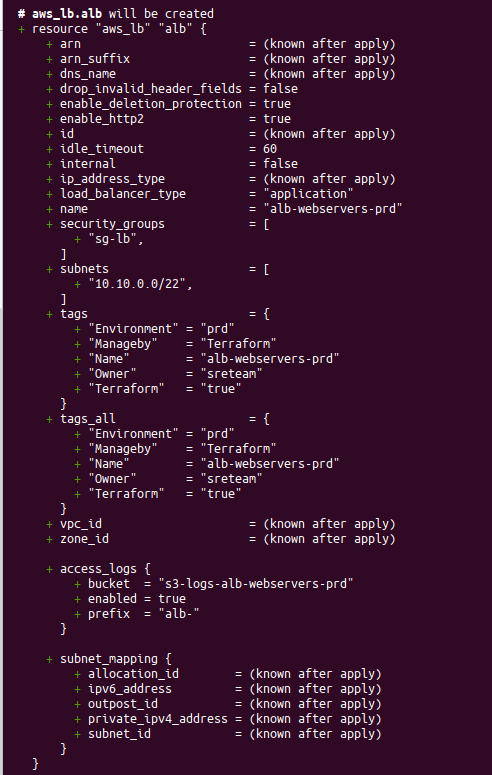 # aws_lb.alb will be created
+ resource "aws_lb" "alb" {
+ arn = (known after apply)
+ arn_suffix = (known after apply)
+ dns_name = (known after apply)
+ drop_invalid_header_fields = false
+ enable_deletion_protection = true
+ enable_http2 = true
+ id = (known after apply)
+ idle_timeout = 60
+ internal = false
+ ip_address_type = (known after apply)
+ load_balancer_type = "application"
+ name = "alb-webservers-prd"
+ security_groups = [
+ "sg-lb",
]
+ subnets = [
+ "10.10.0.0/22",
]
+ tags = {
+ "Environment" = "prd"
+ "Manageby" = "Terraform"
+ "Name" = "alb-webservers-prd"
+ "Owner" = "sreteam"
+ "Terraform" = "true"
}
+ tags_all = {
+ "Environment" = "prd"
+ "Manageby" = "Terraform"
+ "Name" = "alb-webservers-prd"
+ "Owner" = "sreteam"
+ "Terraform" = "true"
}
+ vpc_id = (known after apply)
+ zone_id = (known after apply)
+ access_logs {
+ bucket = "s3-logs-alb-webservers-prd"
+ enabled = true
+ prefix = "alb-"
}
+ subnet_mapping {
+ allocation_id = (known after apply)
+ ipv6_address = (known after apply)
+ outpost_id = (known after apply)
+ private_ipv4_address = (known after apply)
+ subnet_id = (known after apply)
}
}